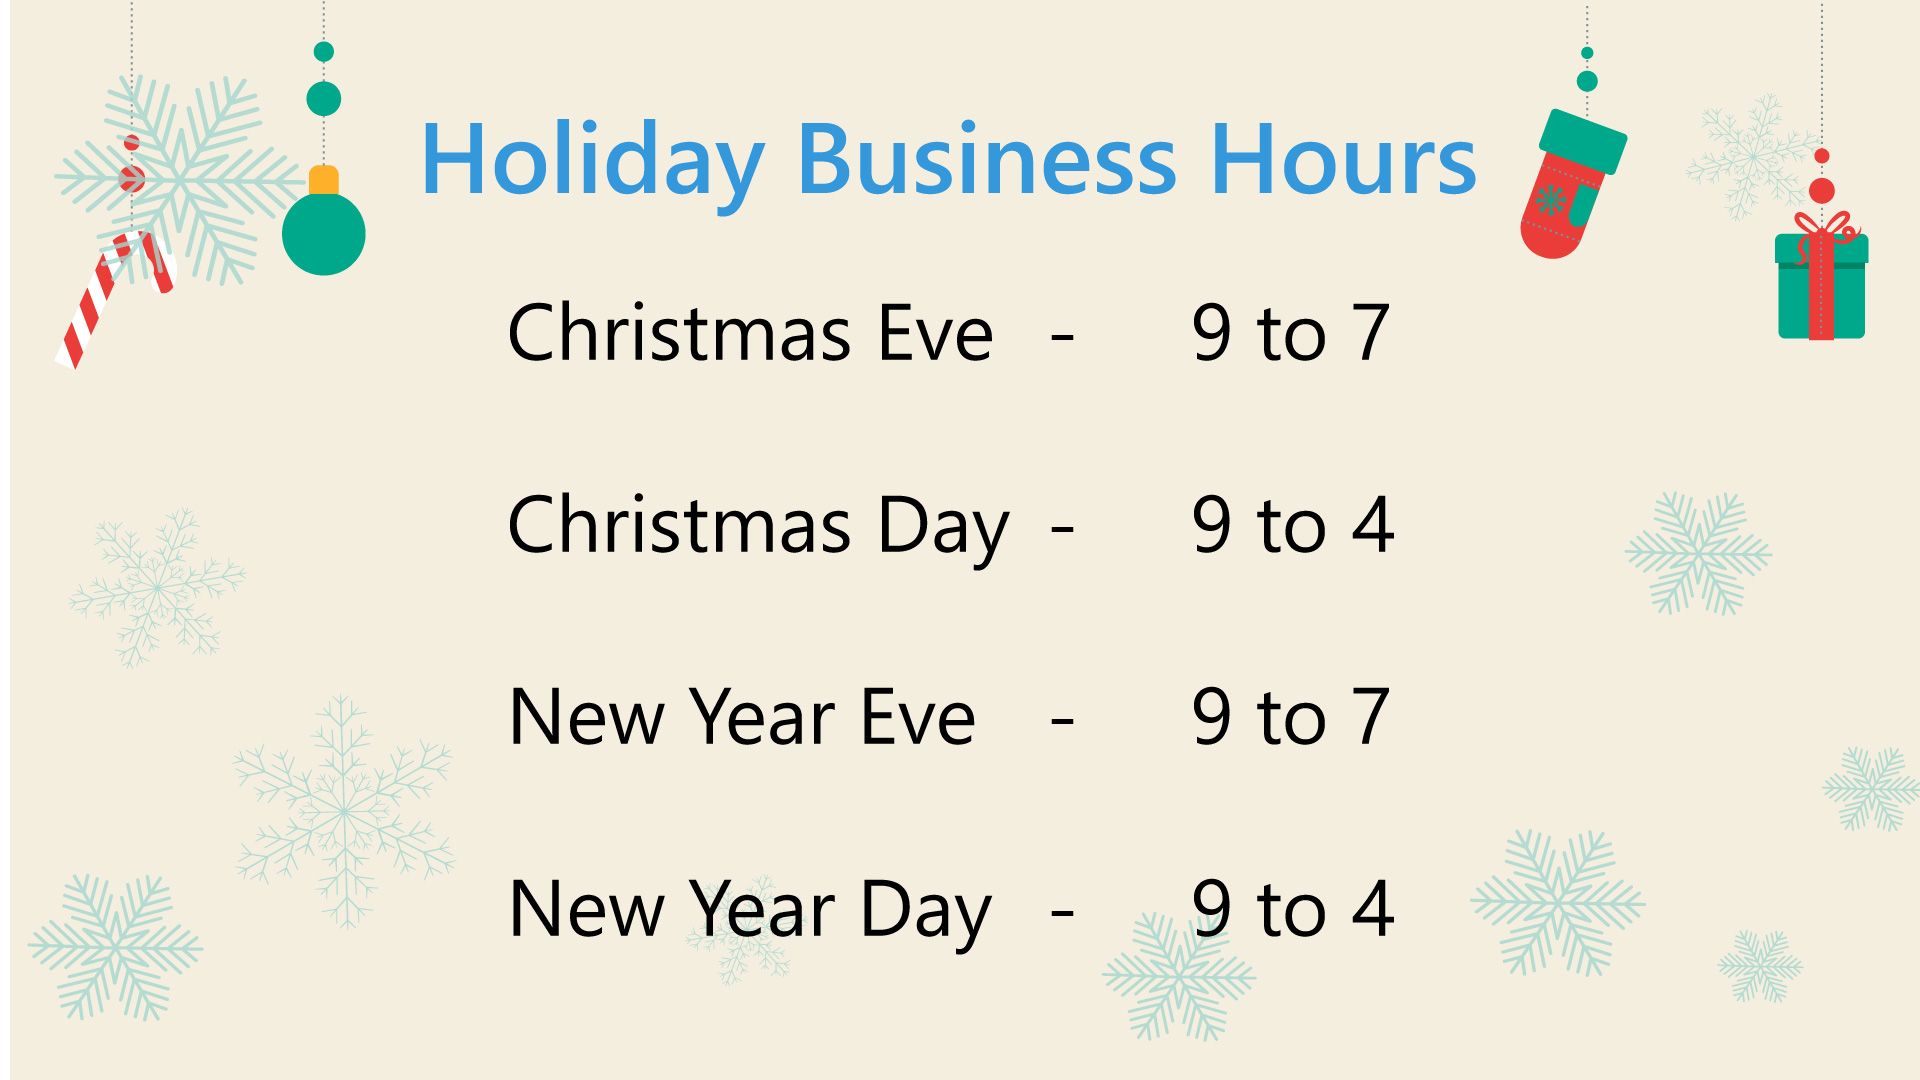 Holiday Business Hours
Christmas Eve - 9 to 7
Christmas Day - 9 to 4
New Year Eve - 9 to 7
New Year Day - 9 to 4